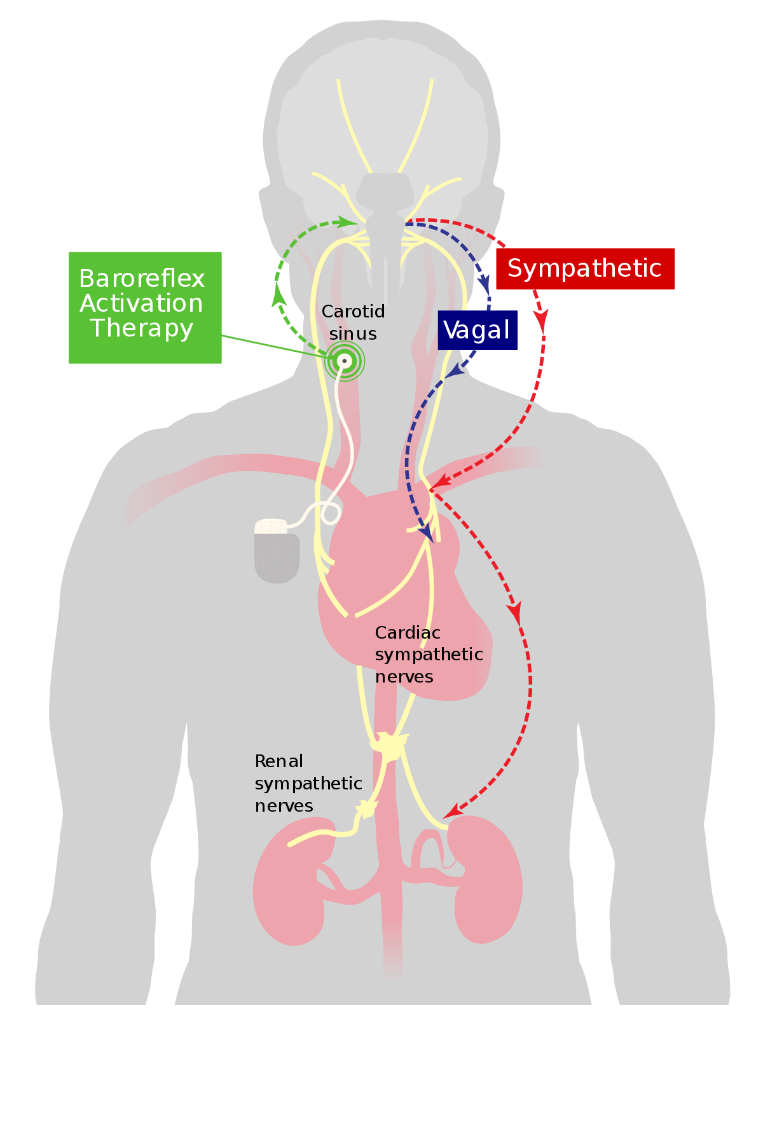 Baroreflex
Activation
Therapy
Carotid
sinus
Sympathetic
Vagal
Cardiac
sympathetic
nerves
Renal
sympathetic
nerves